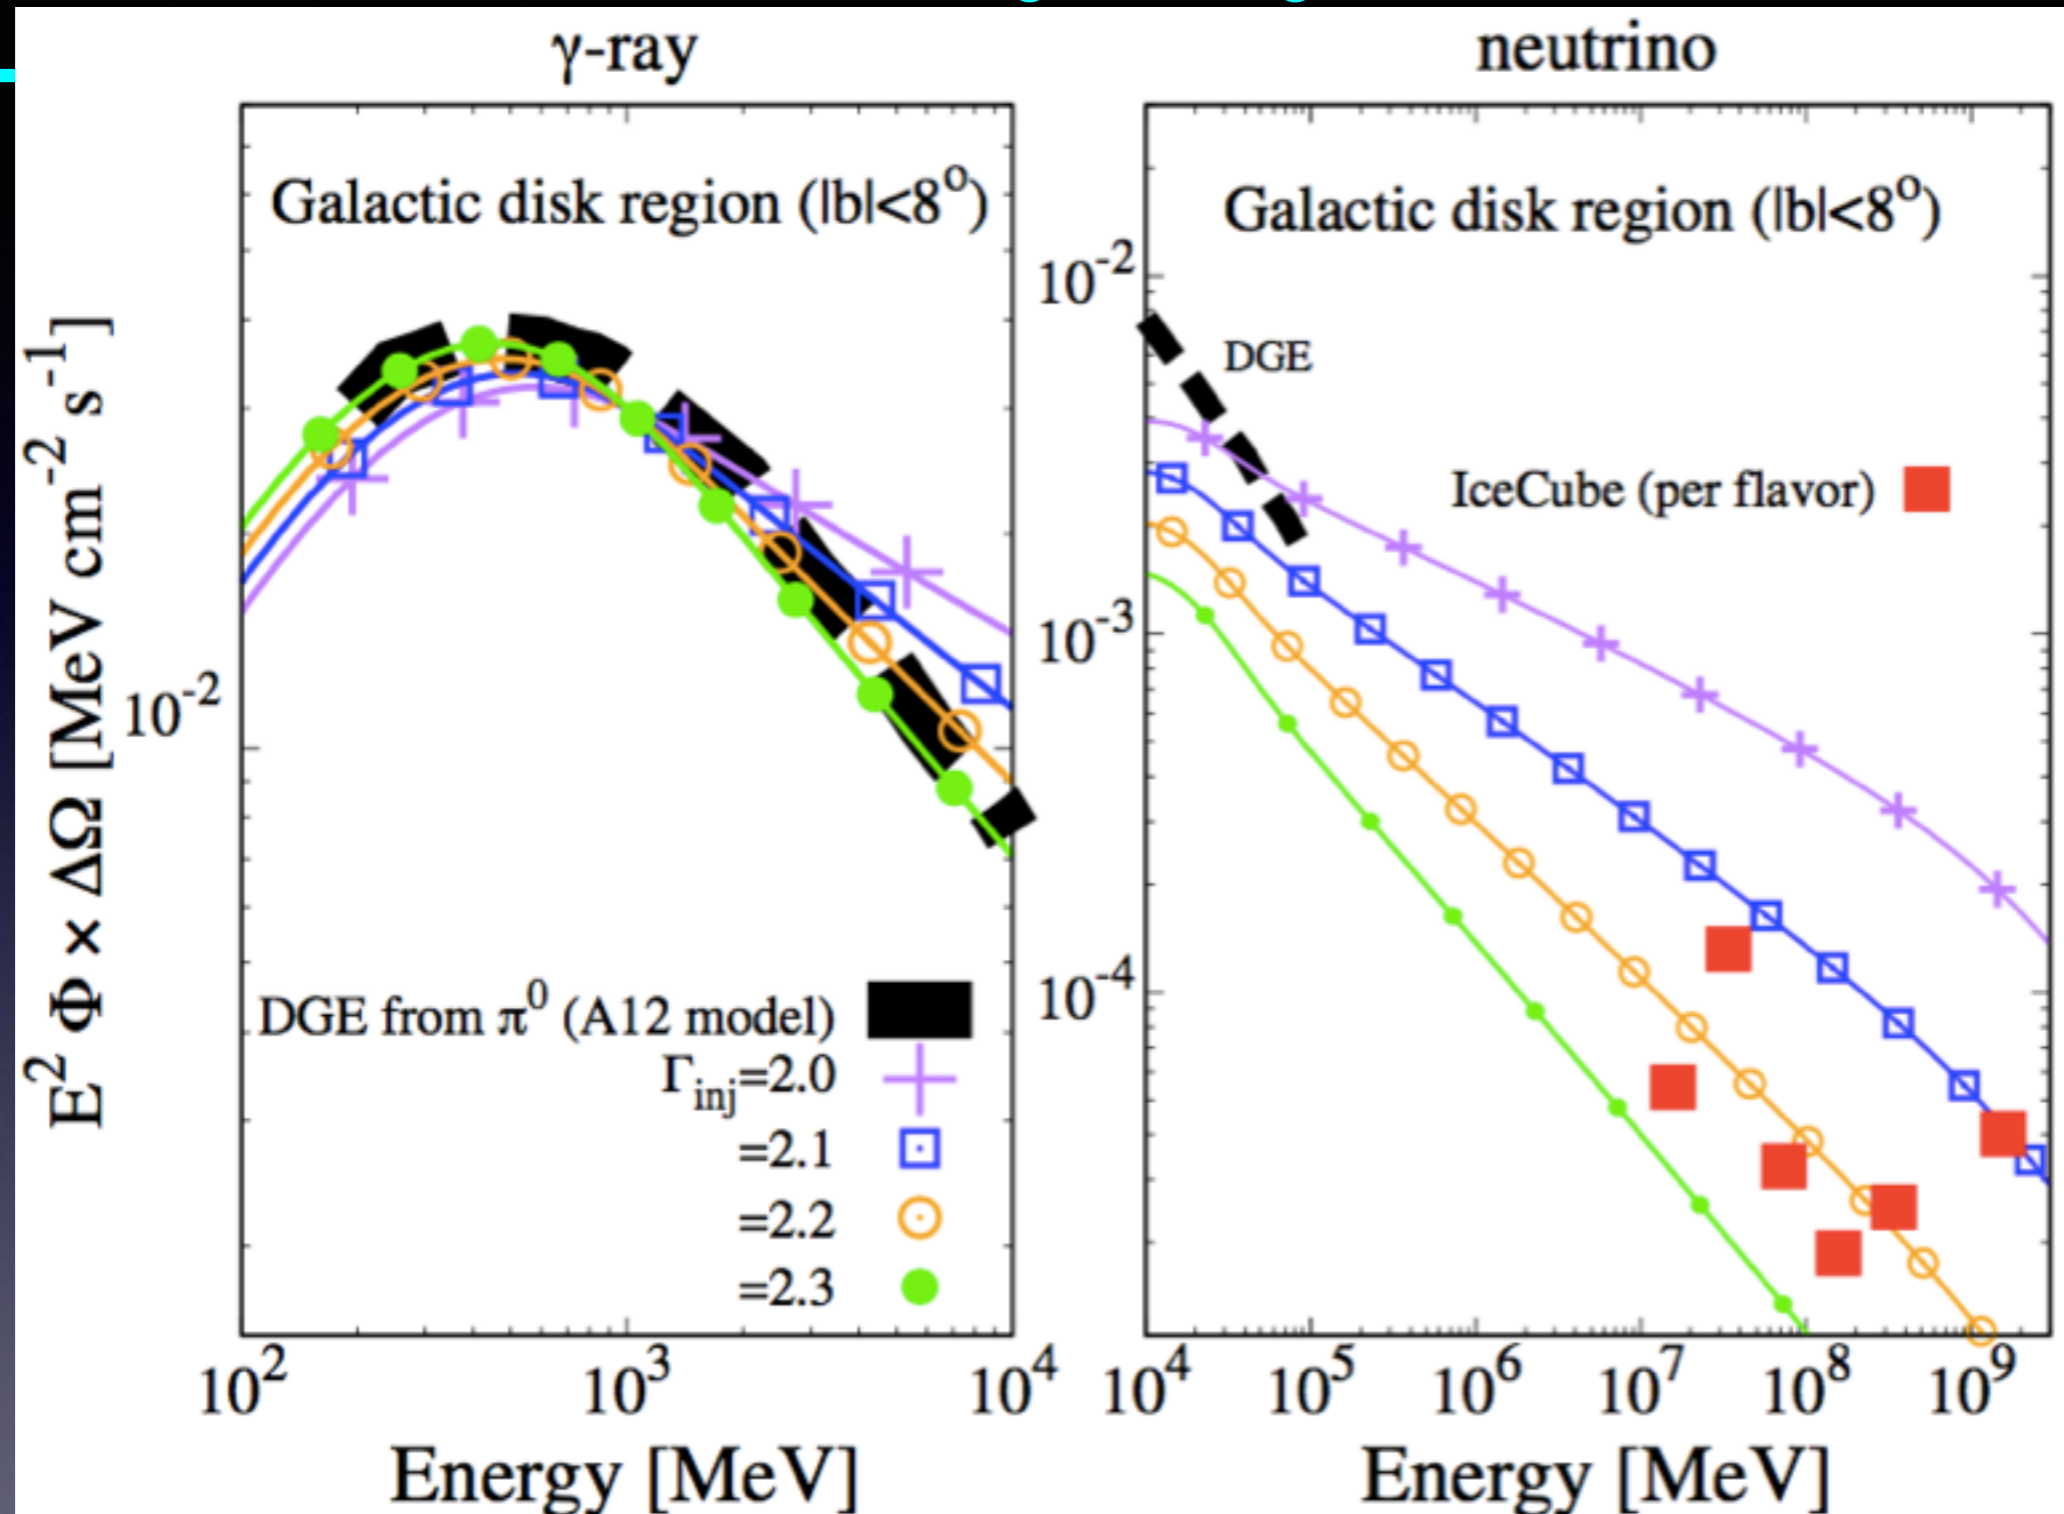 γ-ray
Galactic disk region (|b|<8°)
E² Φ × ΔΩ [MeV cm⁻² s⁻¹]
10⁻²
DGE from π⁰ (A12 model)
Γinj=2.0
=2.1
=2.2
=2.3
10² 10³ 10⁴
Energy [MeV]
neutrino
Galactic disk region (|b|<8°)
10⁻²
DGE
IceCube (per flavor)
10⁻³
10⁻⁴
10⁴ 10⁵ 10⁶ 10⁷ 10⁸ 10⁹
Energy [MeV]